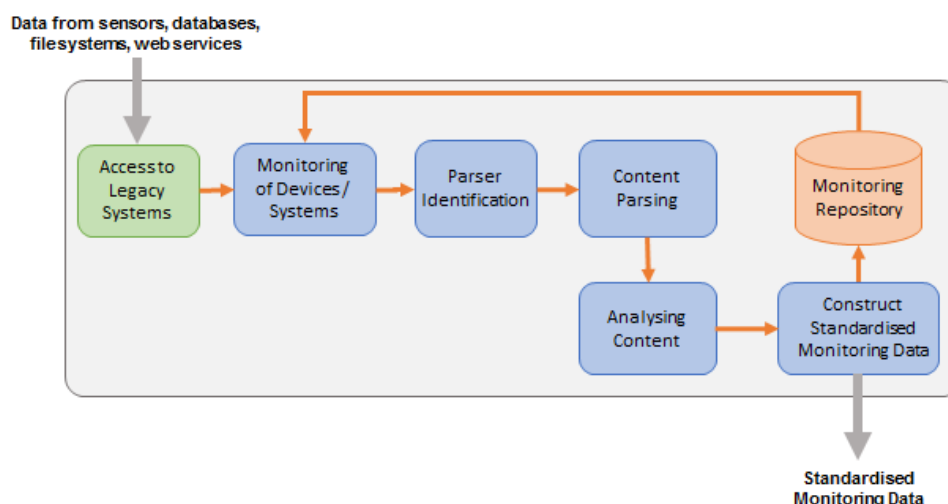 Data from sensors, databases,
filesystems, web services
Access to
Legacy
Systems
Monitoring
of Devices/
Systems
Parser
Identification
Content
Parsing
Monitoring
Repository
Analysing
Content
Construct
Standardised
Monitoring Data
Standardised
Monitoring Data